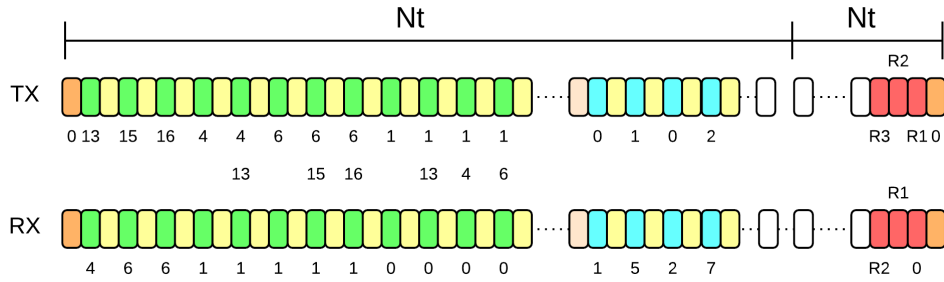 Nt Nt
R2
TX
0 13 15 16 4 4 6 6 6 1 1 1 1 0 1 0 2 R3 R1 0
13 15 16 13 4 6
R1
RX
4 6 6 1 1 1 1 1 0 0 0 0 1 5 2 7 R2 0